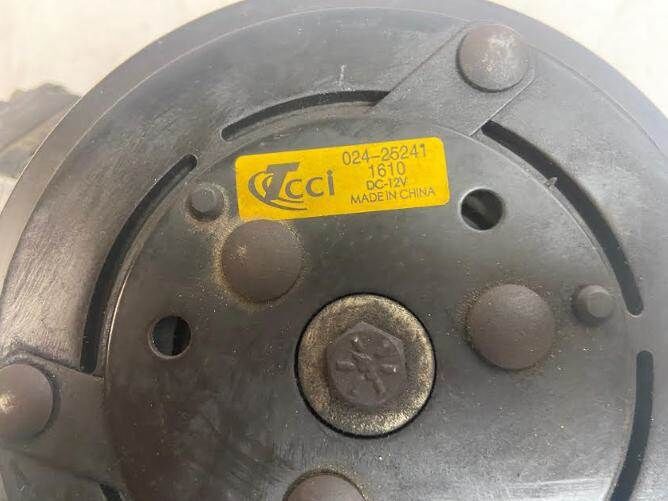 Tcci
024-25241
1610
DC-12V
MADE IN CHINA